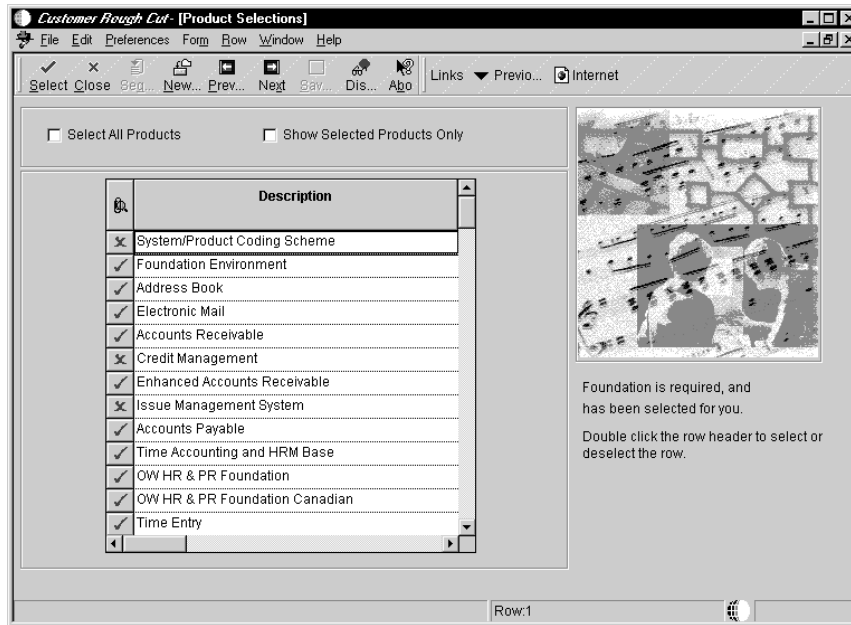 Customer Rough Cut - [Product Selections]
File Edit Preferences Form Row Window Help
Select Close Seq... New... Prev... Next Sav... Dis... Abo Links Previo... Internet
Select All Products Show Selected Products Only
Description
System/Product Coding Scheme
Foundation Environment
Address Book
Electronic Mail
Accounts Receivable
Credit Management
Enhanced Accounts Receivable
Issue Management System
Accounts Payable
Time Accounting and HRM Base
OW HR & PR Foundation
OW HR & PR Foundation Canadian
Time Entry
Foundation is required, and
has been selected for you.
Double click the row header to select or
deselect the row.
Row:1